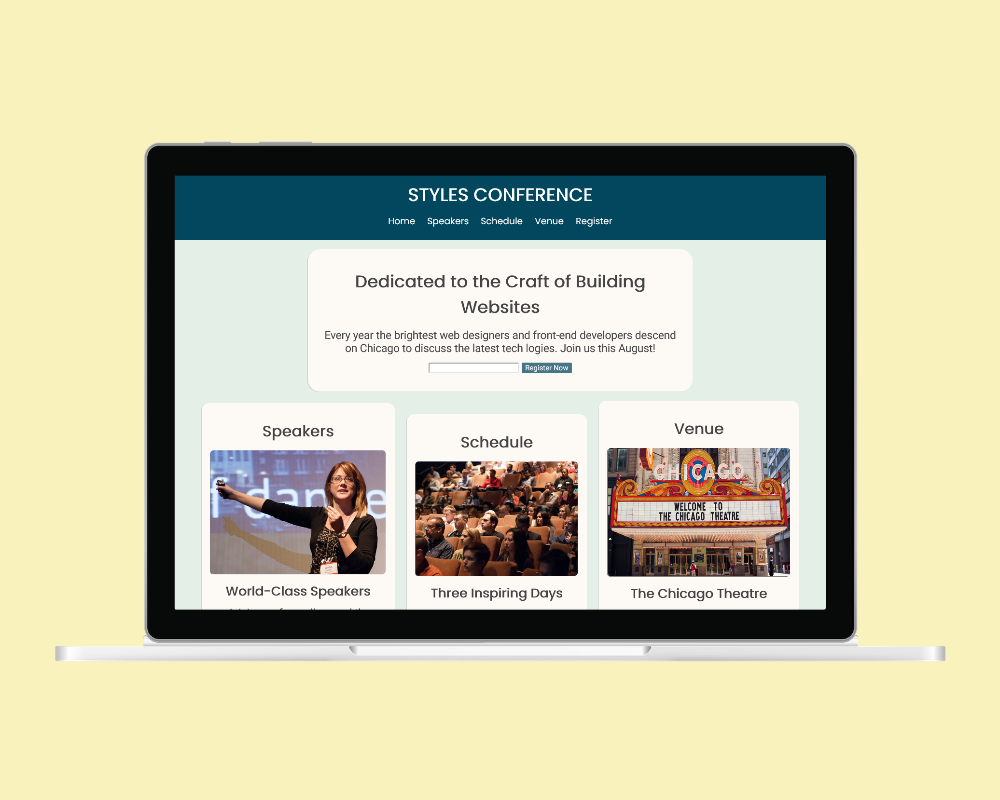 STYLES CONFERENCE
Home Speakers Schedule Venue Register
Dedicated to the Craft of Building
Websites
Every year the brightest web designers and front-end developers descend
on Chicago to discuss the latest tech logies. Join us this August!
Register Now
Speakers
f dan
e
World-Class Speakers
Schedule
Three Inspiring Days
Venue
CHICAGO
WELCOME TO
THE CHICAGO THEATRE
The Chicago Theatre